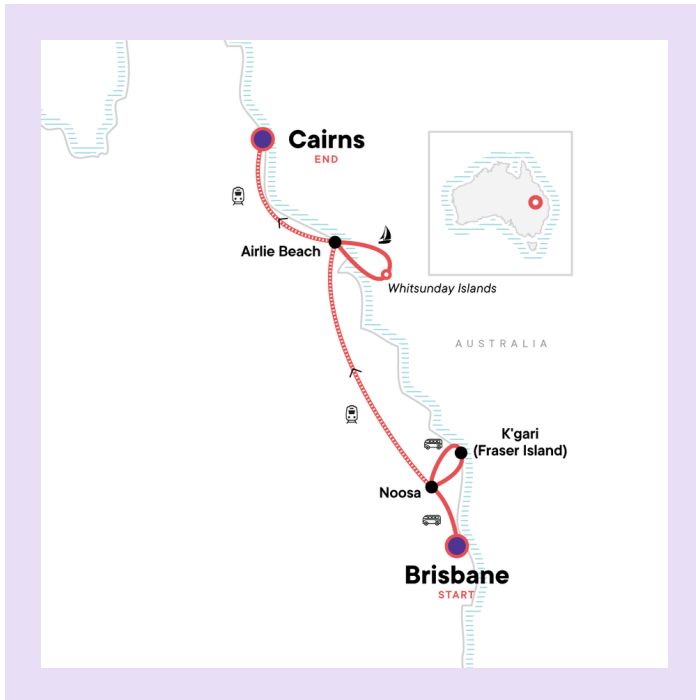 Cairns
END
Airlie Beach
Whitsunday Islands
AUSTRALIA
K'gari
(Fraser Island)
Noosa
Brisbane
START